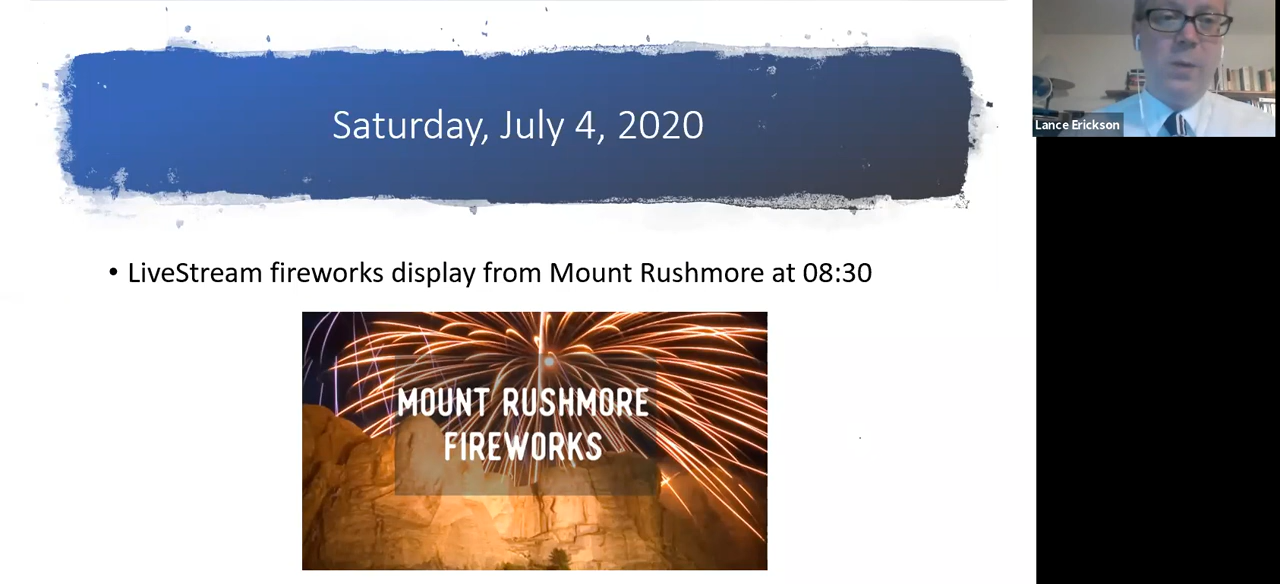 Saturday, July 4, 2020
Lance Erickson
• LiveStream fireworks display from Mount Rushmore at 08:30
MOUNT RUSHMORE
FIREWORKS